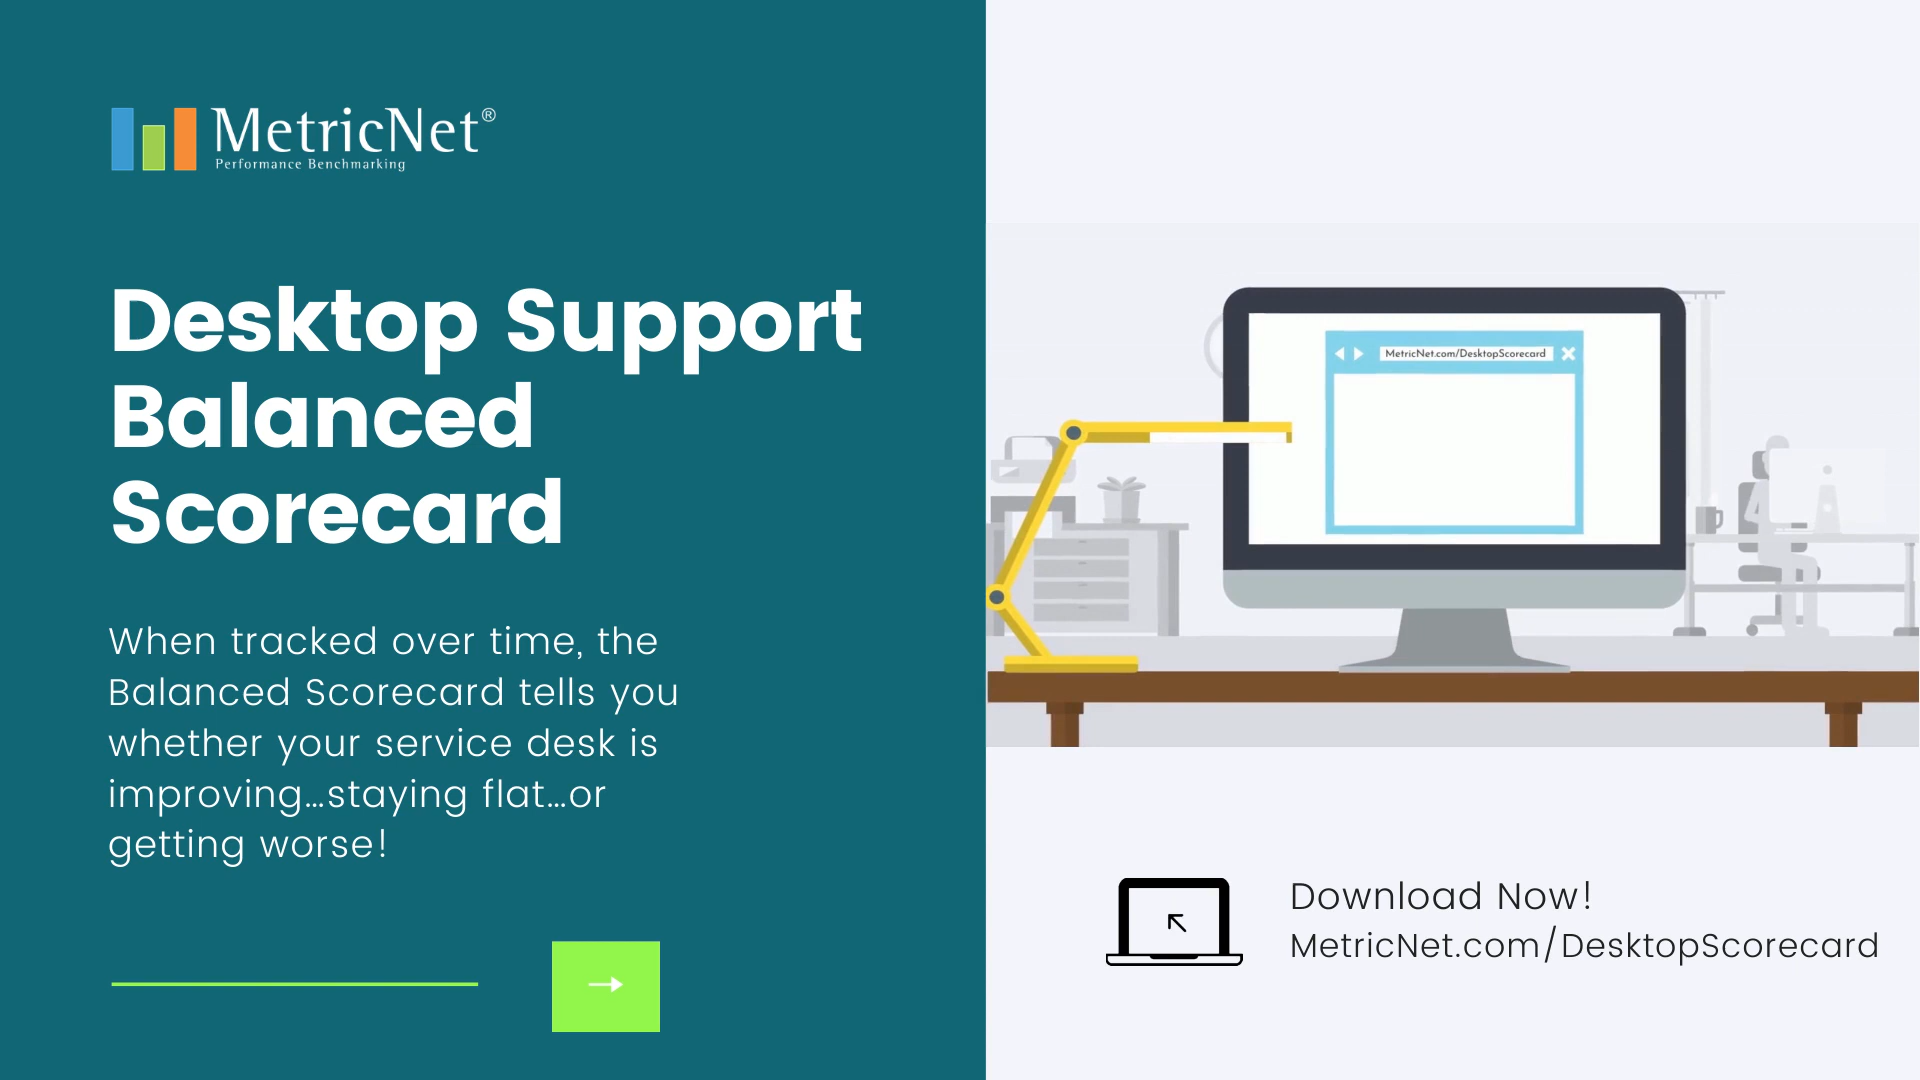 MetricNet®
Performance Benchmarking
Desktop Support
Balanced
Scorecard
When tracked over time, the
Balanced Scorecard tells you
whether your service desk is
improving...staying flat...or
getting worse!
MetricNet.com/DesktopScorecard
Download Now!
MetricNet.com/DesktopScorecard